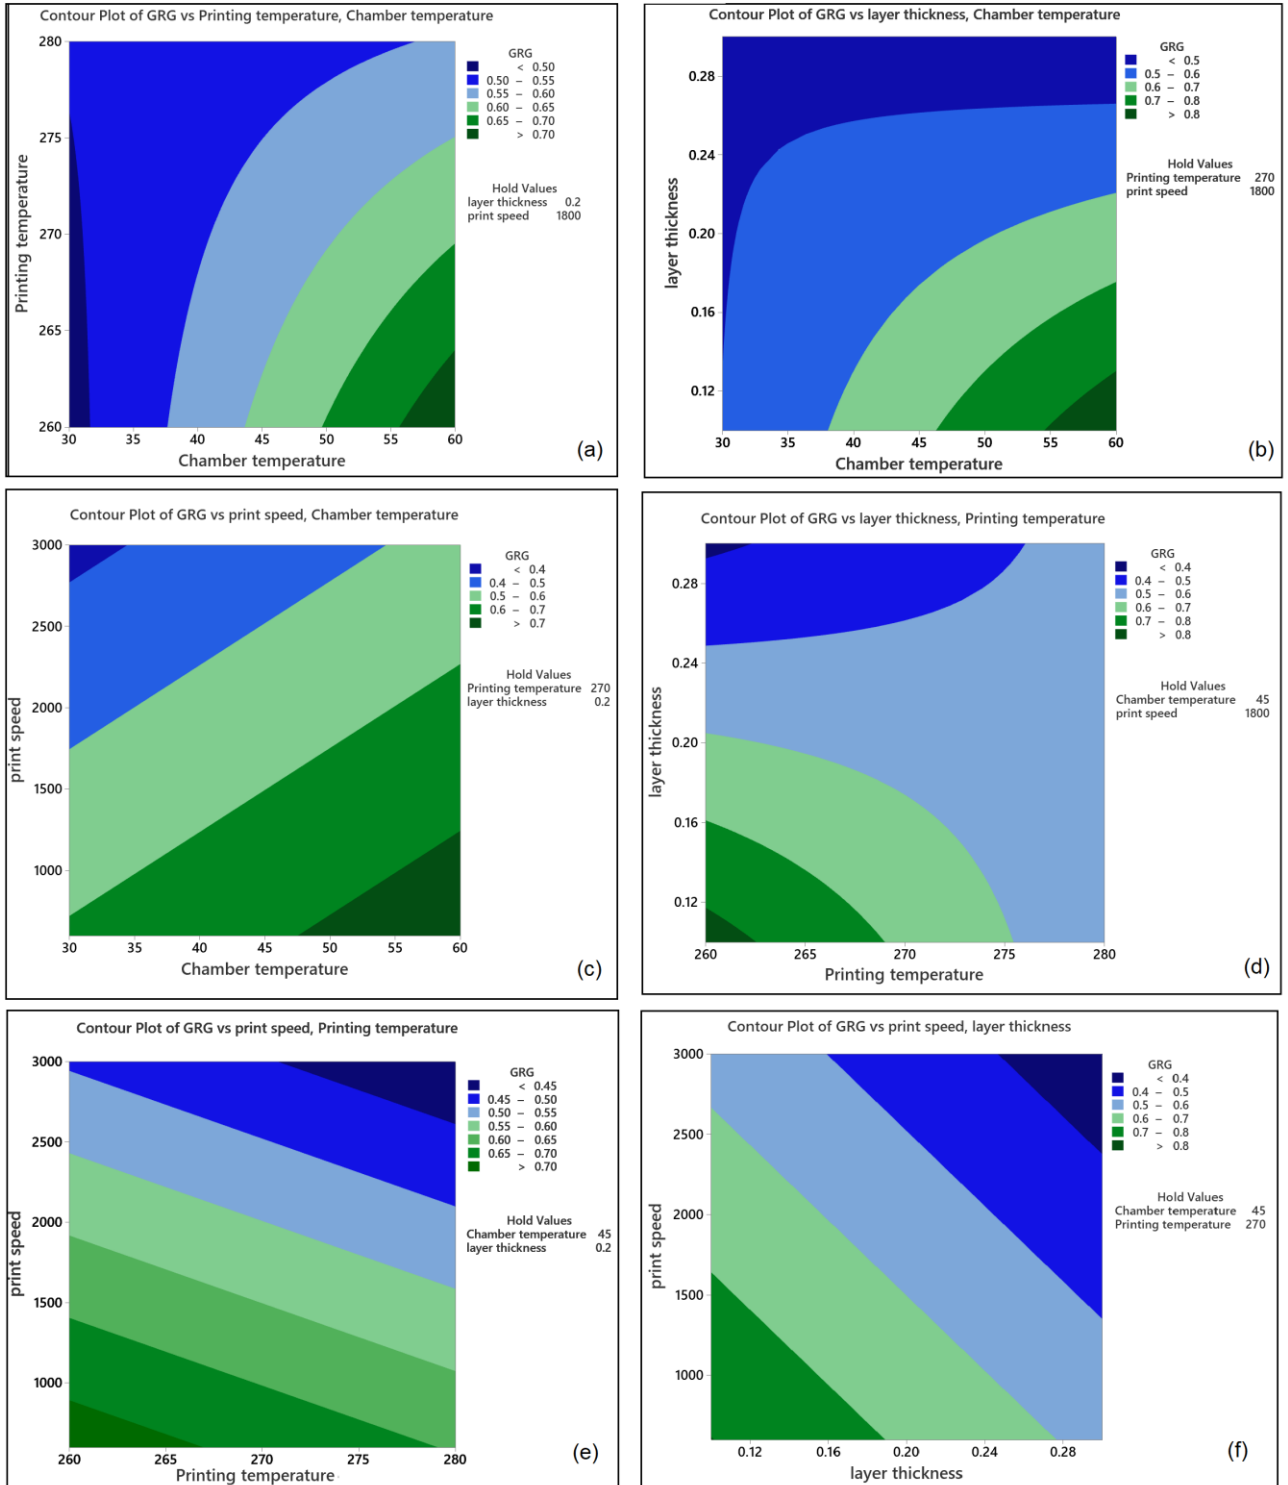 Contour Plot of GRG vs Printing temperature, Chamber temperature
280
275
270
265
260
30 35 40 45 50 55 60
Printing temperature
Chamber temperature
GRG
< 0.50
0.50 – 0.55
0.55 – 0.60
0.60 – 0.65
0.65 – 0.70
> 0.70
Hold Values
layer thickness 0.2
print speed 1800
(a)
Contour Plot of GRG vs layer thickness, Chamber temperature
0.28
0.24
0.20
0.16
0.12
30 35 40 45 50 55 60
layer thickness
Chamber temperature
GRG
< 0.5
0.5 – 0.6
0.6 – 0.7
0.7 – 0.8
> 0.8
Hold Values
Printing temperature 270
print speed 1800
(b)
Contour Plot of GRG vs print speed, Chamber temperature
3000
2500
2000
1500
1000
30 35 40 45 50 55 60
print speed
Chamber temperature
GRG
< 0.4
0.4 – 0.5
0.5 – 0.6
0.6 – 0.7
> 0.7
Hold Values
Printing temperature 270
layer thickness 0.2
(c)
Contour Plot of GRG vs layer thickness, Printing temperature
0.28
0.24
0.20
0.16
0.12
260 265 270 275 280
layer thickness
Printing temperature
GRG
< 0.4
0.4 – 0.5
0.5 – 0.6
0.6 – 0.7
0.7 – 0.8
> 0.8
Hold Values
Chamber temperature 45
print speed 1800
(d)
Contour Plot of GRG vs print speed, Printing temperature
3000
2500
2000
1500
1000
260 265 270 275 280
print speed
Printing temperature
GRG
< 0.45
0.45 – 0.50
0.50 – 0.55
0.55 – 0.60
0.60 – 0.65
0.65 – 0.70
> 0.70
Hold Values
Chamber temperature 45
layer thickness 0.2
(e)
Contour Plot of GRG vs print speed, layer thickness
3000
2500
2000
1500
1000
0.12 0.16 0.20 0.24 0.28
print speed
layer thickness
GRG
< 0.4
0.4 – 0.5
0.5 – 0.6
0.6 – 0.7
0.7 – 0.8
> 0.8
Hold Values
Chamber temperature 45
Printing temperature 270
(f)